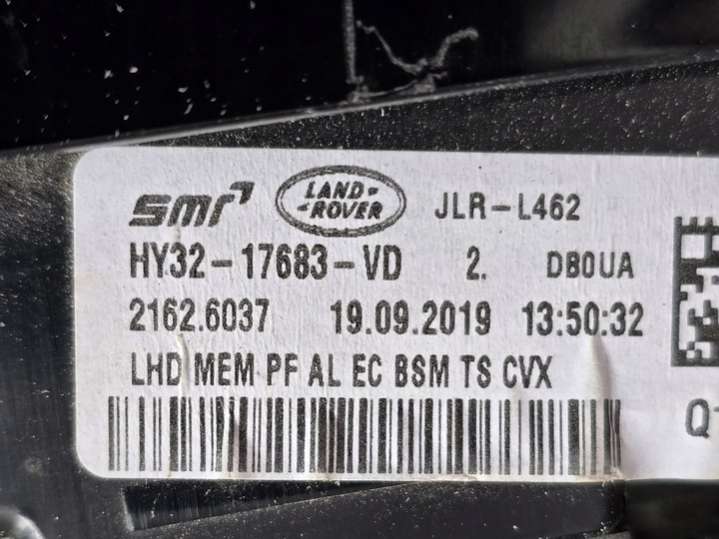 smr LAND-ROVER JLR-L462
HY32-17683-VD 2. DB0UA
2162.6037 19.09.2019 13:50:32
LHD MEM PF AL EC BSM TS CVX